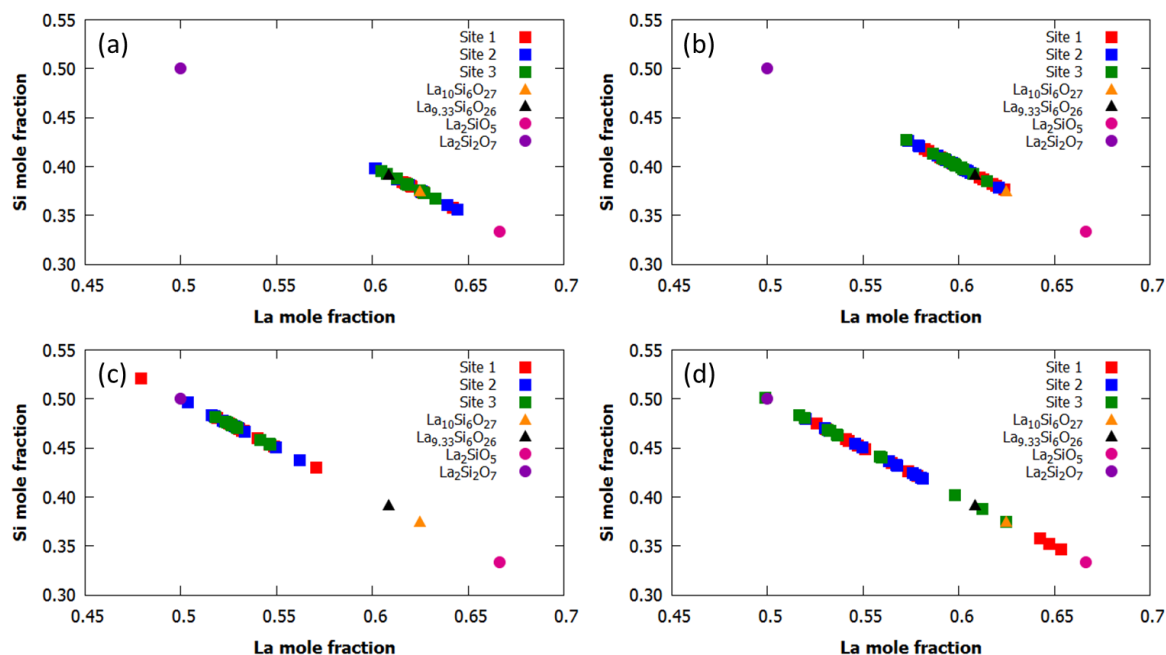 (a)
Si mole fraction
0.55
0.50
0.45
0.40
0.35
0.30
Site 1
Site 2
Site 3
La₁₀Si₆O₂₇
La₉.₃₃Si₆O₂₆
La₂SiO₅
La₂Si₂O₇
0.45 0.5 0.55 0.6 0.65 0.7
La mole fraction
(b)
Si mole fraction
0.55
0.50
0.45
0.40
0.35
0.30
Site 1
Site 2
Site 3
La₁₀Si₆O₂₇
La₉.₃₃Si₆O₂₆
La₂SiO₅
La₂Si₂O₇
0.45 0.5 0.55 0.6 0.65 0.7
La mole fraction
(c)
Si mole fraction
0.55
0.50
0.45
0.40
0.35
0.30
Site 1
Site 2
Site 3
La₁₀Si₆O₂₇
La₉.₃₃Si₆O₂₆
La₂SiO₅
La₂Si₂O₇
0.45 0.5 0.55 0.6 0.65 0.7
La mole fraction
(d)
Si mole fraction
0.55
0.50
0.45
0.40
0.35
0.30
Site 1
Site 2
Site 3
La₁₀Si₆O₂₇
La₉.₃₃Si₆O₂₆
La₂SiO₅
La₂Si₂O₇
0.45 0.5 0.55 0.6 0.65 0.7
La mole fraction